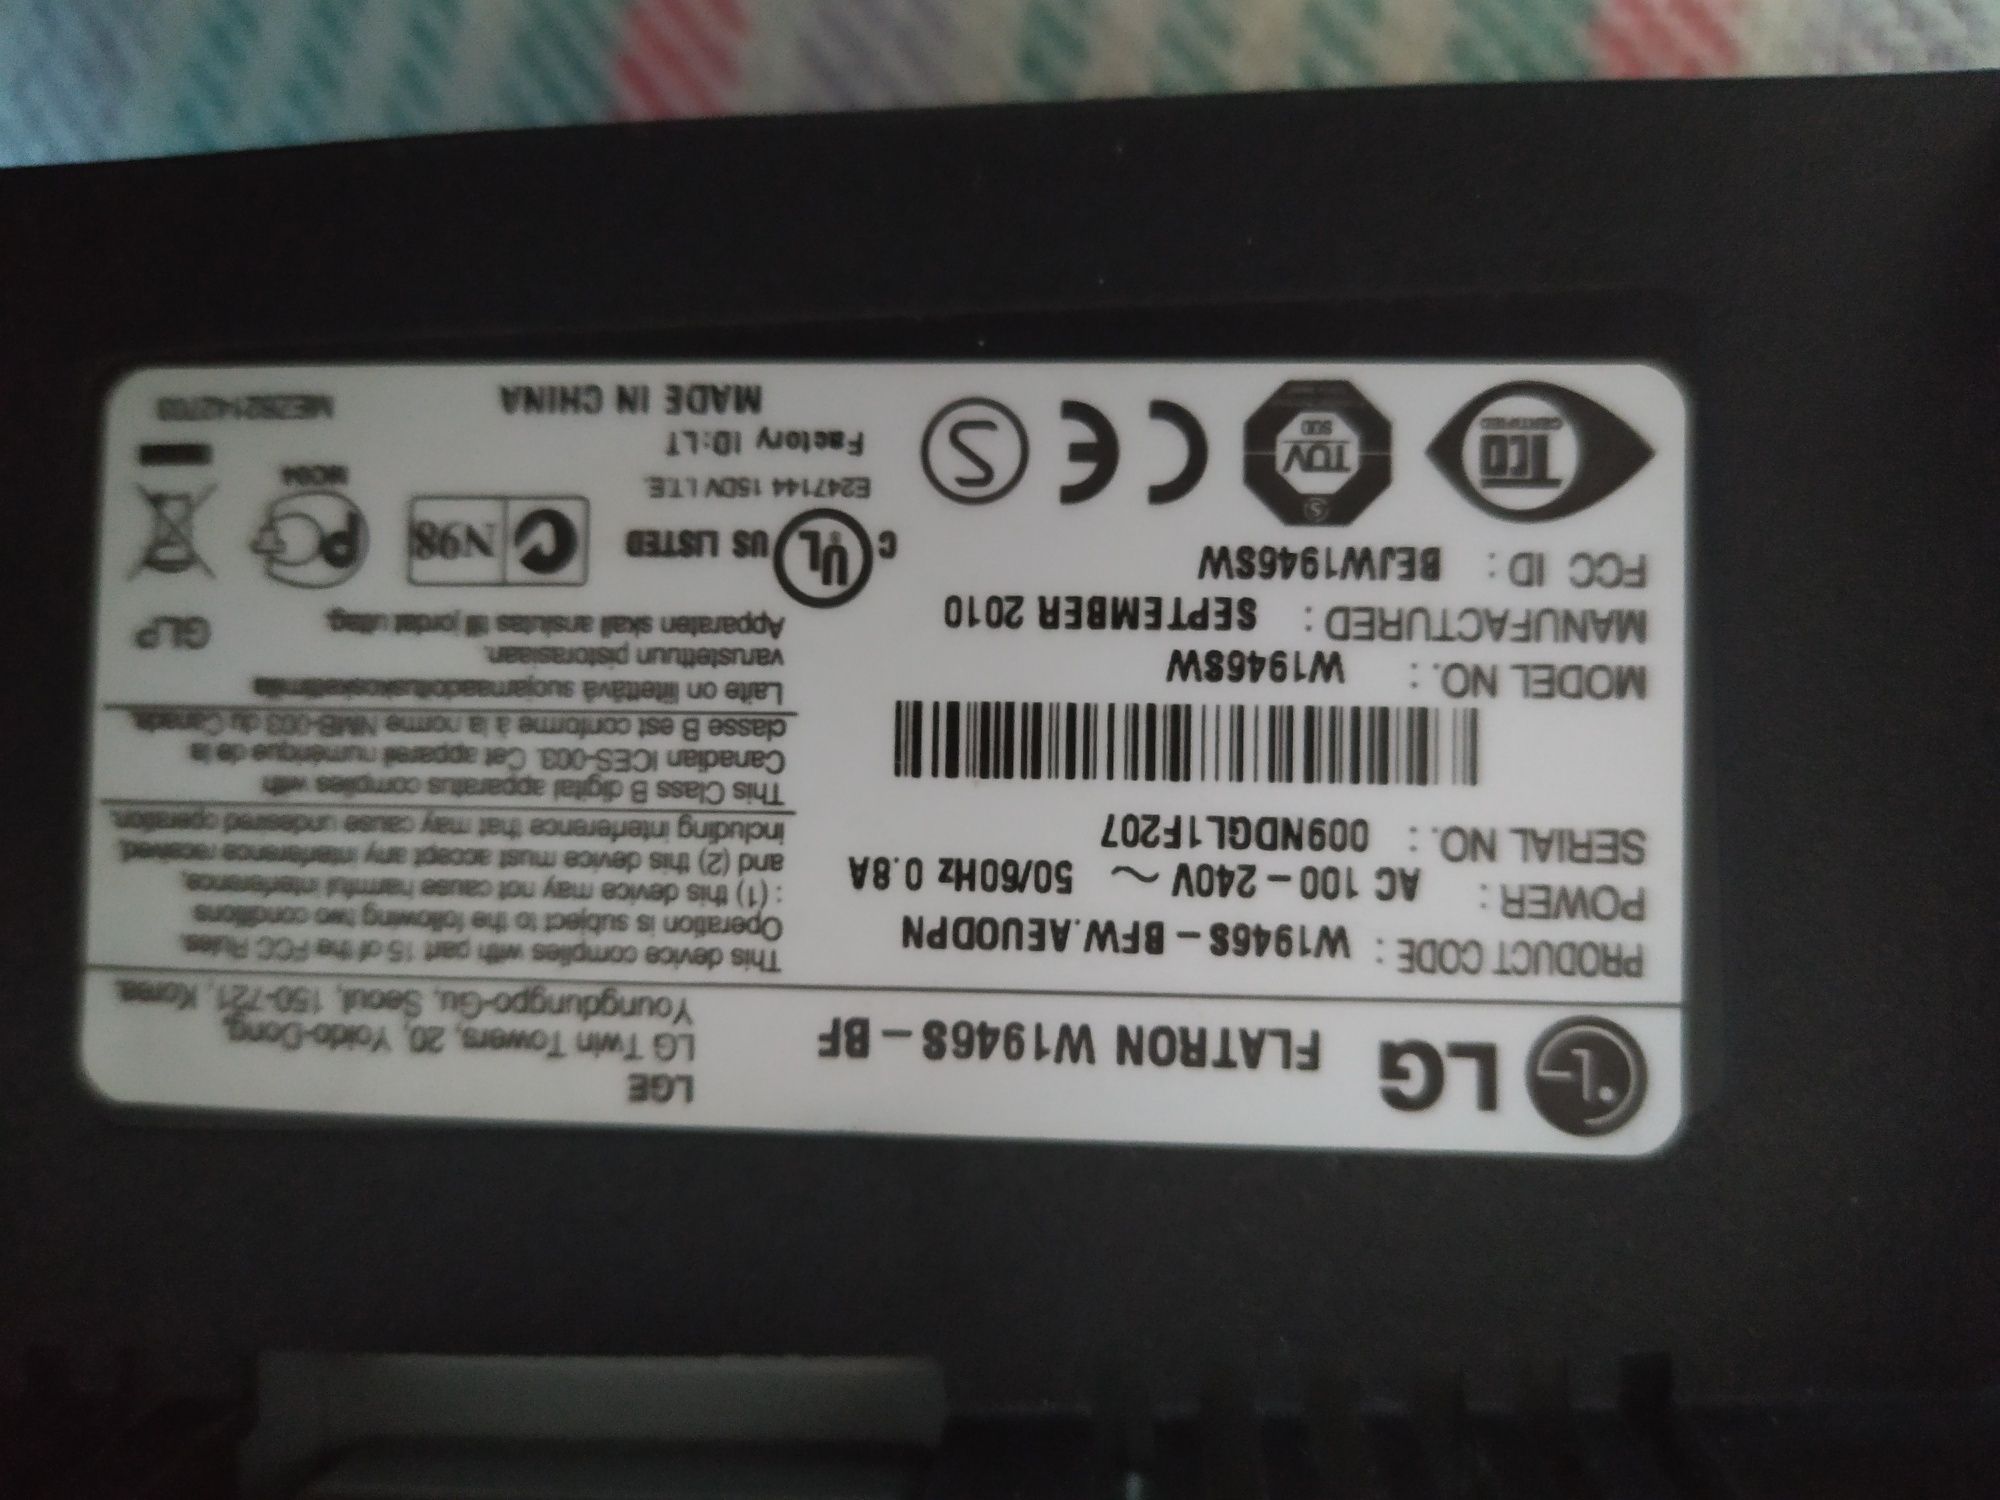 LG FLATRON W1946S-BF
LGE
LG Twin Towers, 20, Yoido-Dong,
Youngdungpo-Gu, Seoul, 150-721, Korea.
PRODUCT CODE : W1946S-BFW.AEUODPN
POWER : AC 100-240V ~ 50/60Hz 0.8A
SERIAL NO. : 009NDGL1F207
MODEL NO. : W1946SW
MANUFACTURED : SEPTEMBER 2010
FCC ID : BEJW1946SW
TCO
CERTIFIED
S
TÜV
SÜD
CE
S
This device complies with part 15 of the FCC Rules.
Operation is subject to the following two conditions
: (1) this device may not cause harmful interference,
and (2) this device must accept any interference received,
including interference that may cause undesired operation.
This Class B digital apparatus complies with
Canadian ICES-003. Cet appareil numérique de la
classe B est conforme à la norme NMB-003 du Canada.
Laite on liitettävä suojamaadoituskoskettimilla
varustettuun pistorasiaan.
Apparaten skall anslutas till jordat uttag.
GLP
C UL US LISTED
N98
E247144 15DV I.T.E.
Factory ID:LT
MADE IN CHINA